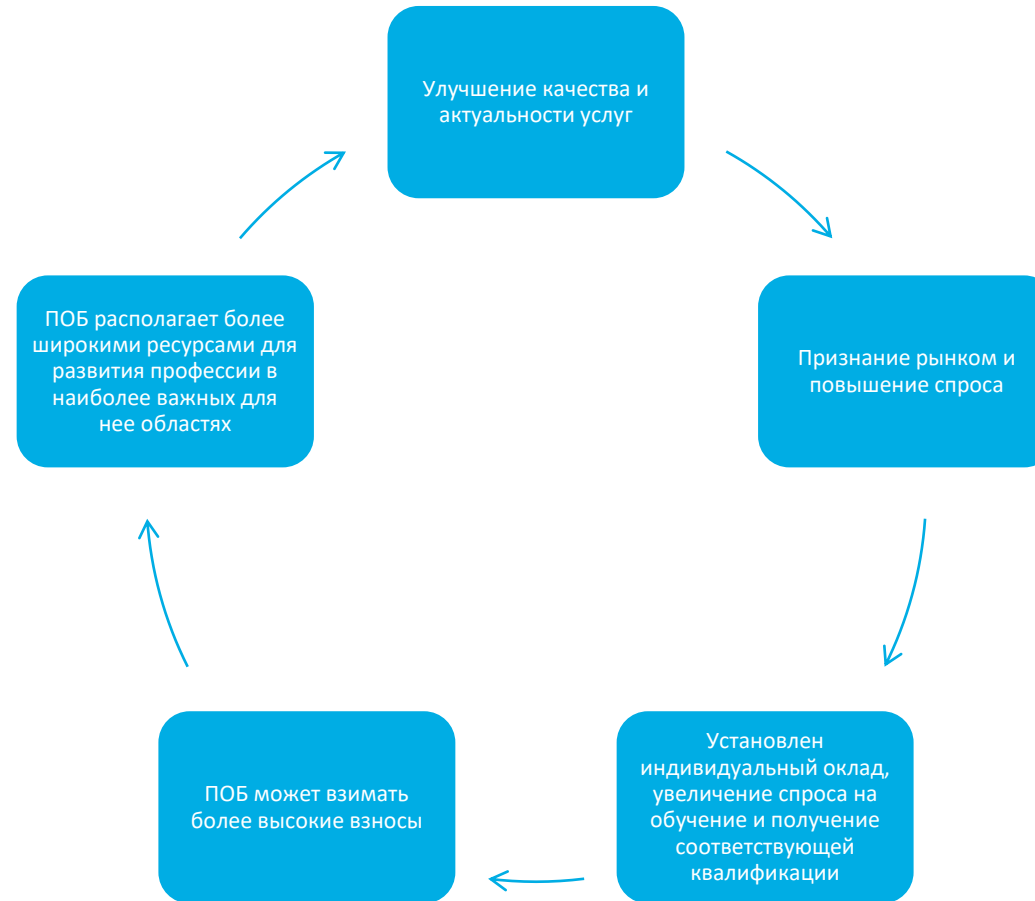 Улучшение качества и
актуальности услуг
Признание рынком и
повышение спроса
Установлен
индивидуальный оклад,
увеличение спроса на
обучение и получение
соответствующей
квалификации
ПОБ может взимать
более высокие взносы
ПОБ располагает более
широкими ресурсами для
развития профессии в
наиболее важных для
нее областях